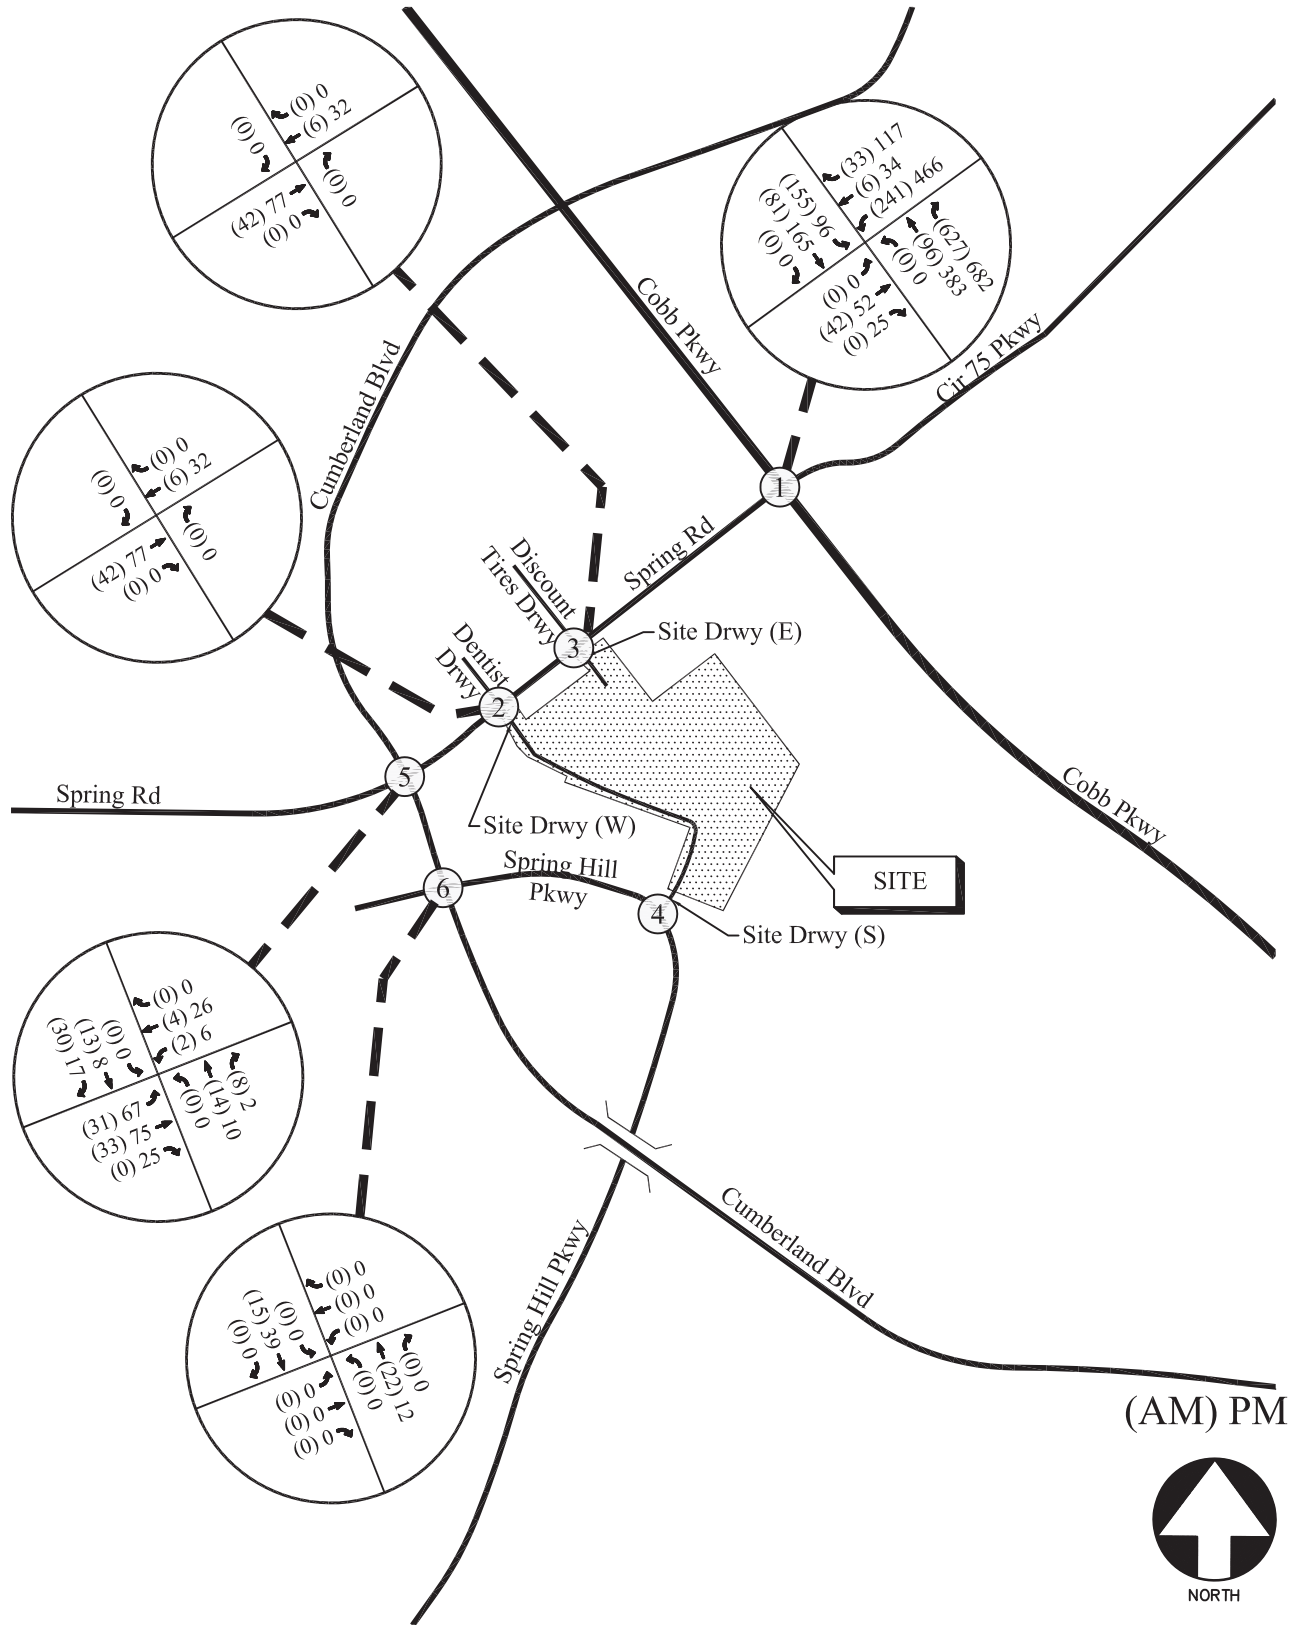 (0) 0
(6) 32
(0) 0
(0) 0
(42) 77
(0) 0
(33) 117
(6) 34
(241) 466
(155) 96
(81) 165
(0) 0
(627) 682
(96) 383
(0) 0
(0) 0
(42) 52
(0) 25
Cobb Pkwy
Cir 75 Pkwy
Cumberland Blvd
(0) 0
(6) 32
(0) 0
(0) 0
(42) 77
(0) 0
1
Spring Rd
Discount
Tires Drwy
3
Site Drwy (E)
Dentist
Drwy
2
5
Spring Rd
Site Drwy (W)
Cobb Pkwy
Spring Hill
Pkwy
6
4
SITE
Site Drwy (S)
(0) 0
(4) 26
(2) 6
(0) 0
(13) 8
(30) 17
(8) 2
(14) 10
(0) 0
(31) 67
(33) 75
(0) 25
Cumberland Blvd
Spring Hill Pkwy
(0) 0
(0) 0
(0) 0
(0) 0
(15) 39
(0) 0
(0) 0
(22) 12
(0) 0
(0) 0
(0) 0
(0) 0
(AM) PM
NORTH